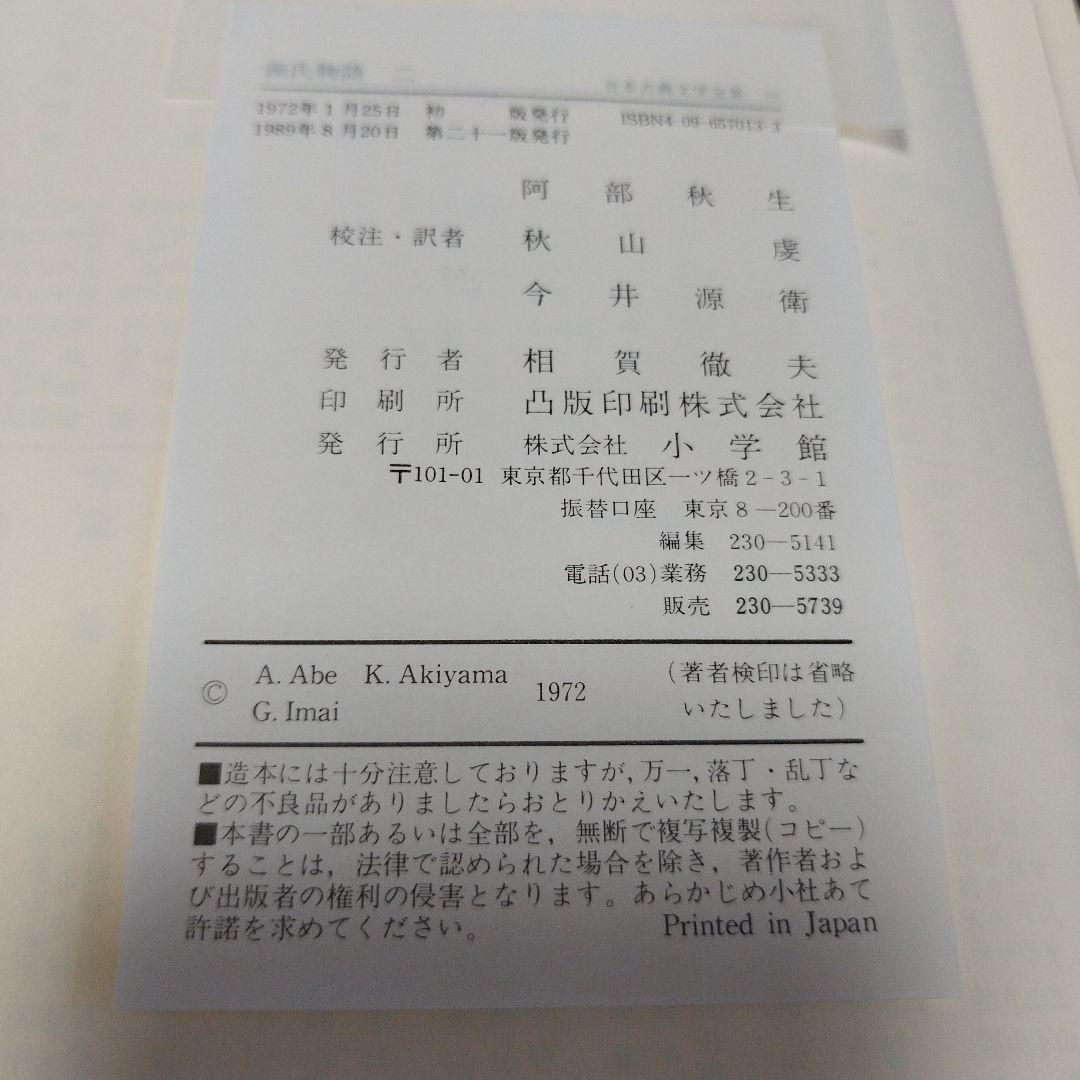 源氏物語 二
日本古典文学全集
1972年1月25日 初 版発行 ISBN4-09-657013-3
1989年8月20日 第二十一版発行
阿部秋生
校注・訳者 秋山虔
今井源衛
発行者 相賀徹夫
印刷所 凸版印刷株式会社
発行所 株式会社 小学館
〒101-01 東京都千代田区一ツ橋2-3-1
振替口座 東京8—200番
編集 230—5141
電話(03)業務 230—5333
販売 230—5739
© A. Abe K. Akiyama 1972 (著者検印は省略
G. Imai いたしました)
■造本には十分注意しておりますが,万一,落丁・乱丁な
どの不良品がありましたらおとりかえいたします。
■本書の一部あるいは全部を,無断で複写複製(コピー)
することは,法律で認められた場合を除き,著作者およ
び出版者の権利の侵害となります。あらかじめ小社あて
許諾を求めてください。 Printed in Japan